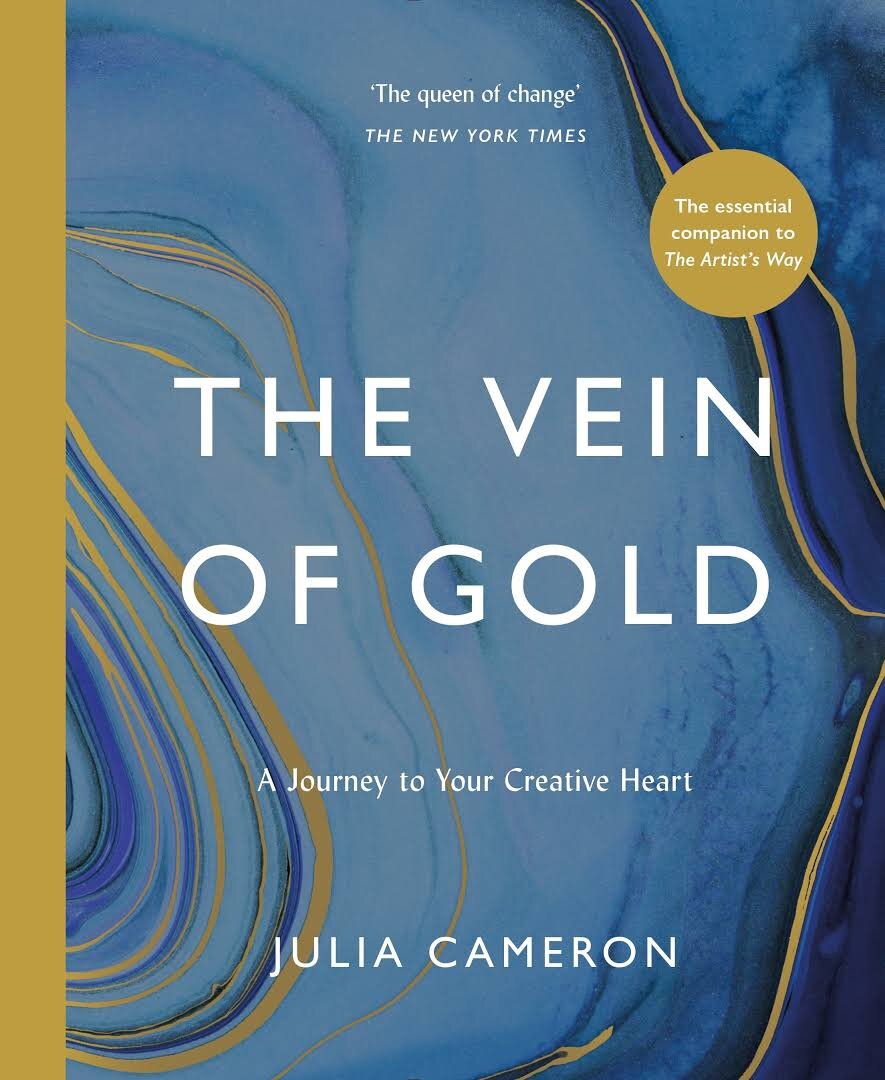 ‘The queen of change’
THE NEW YORK TIMES
The essential
companion to
The Artist’s Way
THE VEIN
OF GOLD
A Journey to Your Creative Heart
JULIA CAMERON